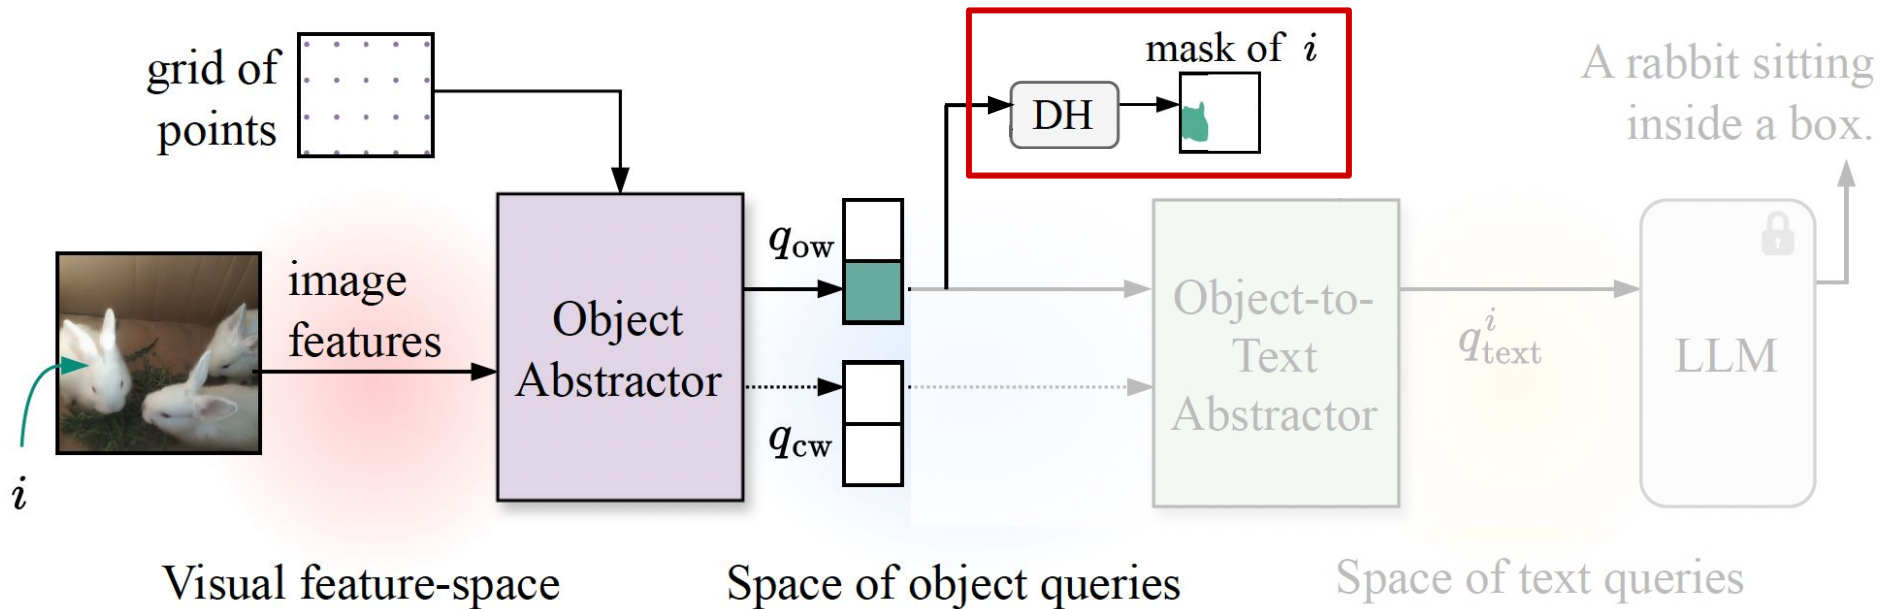 grid of
points
mask of i
DH
A rabbit sitting
inside a box.
image
features
i
Object
Abstractor
q_ow
q_cw
Object-to-
Text
Abstractor
q^i_text
LLM
Visual feature-space
Space of object queries
Space of text queries